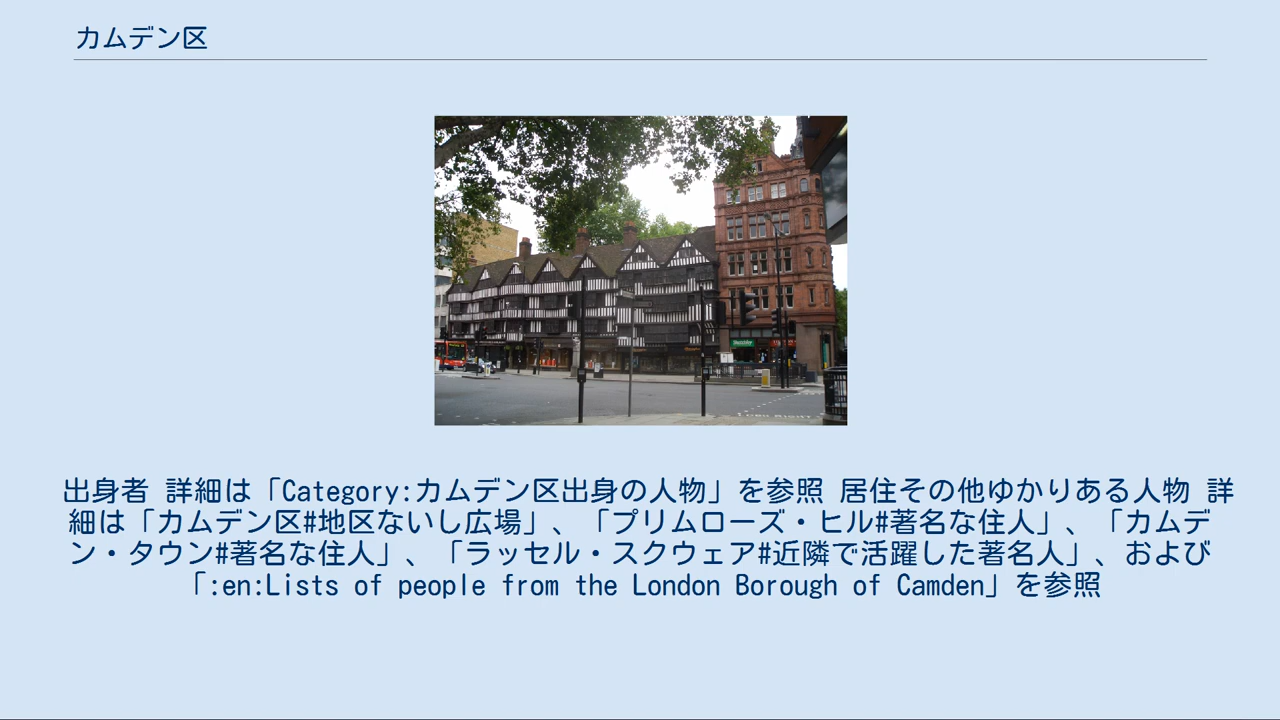 カムデン区
出身者 詳細は「Category:カムデン区出身の人物」を参照 居住その他ゆかりある人物 詳
細は「カムデン区#地区ないし広場」、「プリムローズ・ヒル#著名な住人」、「カムデ
ン・タウン#著名な住人」、「ラッセル・スクウェア#近隣で活躍した著名人」、および
「:en:Lists of people from the London Borough of Camden」を参照